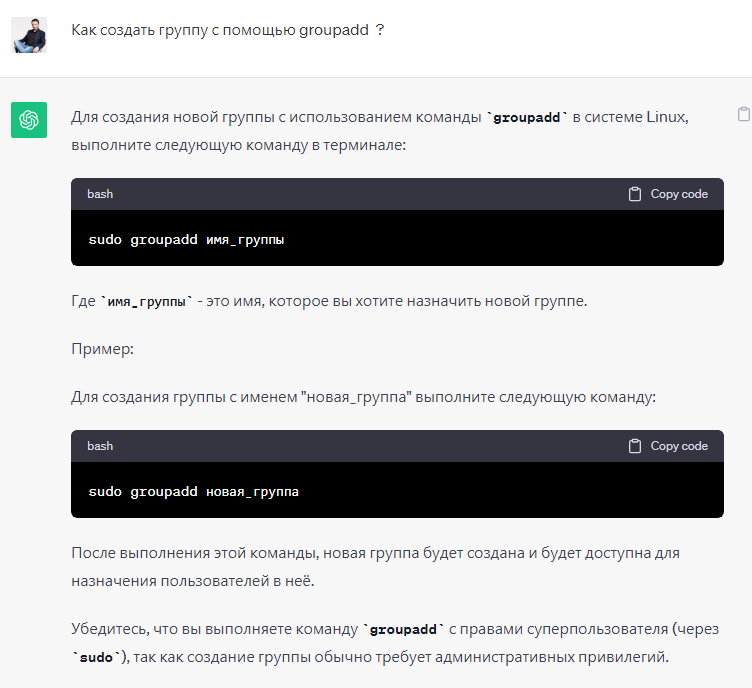 Как создать группу с помощью groupadd ?
Для создания новой группы с использованием команды `groupadd` в системе Linux,
выполните следующую команду в терминале:
bash Copy code
sudo groupadd имя_группы
Где `имя_группы` - это имя, которое вы хотите назначить новой группе.
Пример:
Для создания группы с именем "новая_группа" выполните следующую команду:
bash Copy code
sudo groupadd новая_группа
После выполнения этой команды, новая группа будет создана и будет доступна для
назначения пользователей в неё.
Убедитесь, что вы выполняете команду `groupadd` с правами суперпользователя (через
`sudo`), так как создание группы обычно требует административных привилегий.